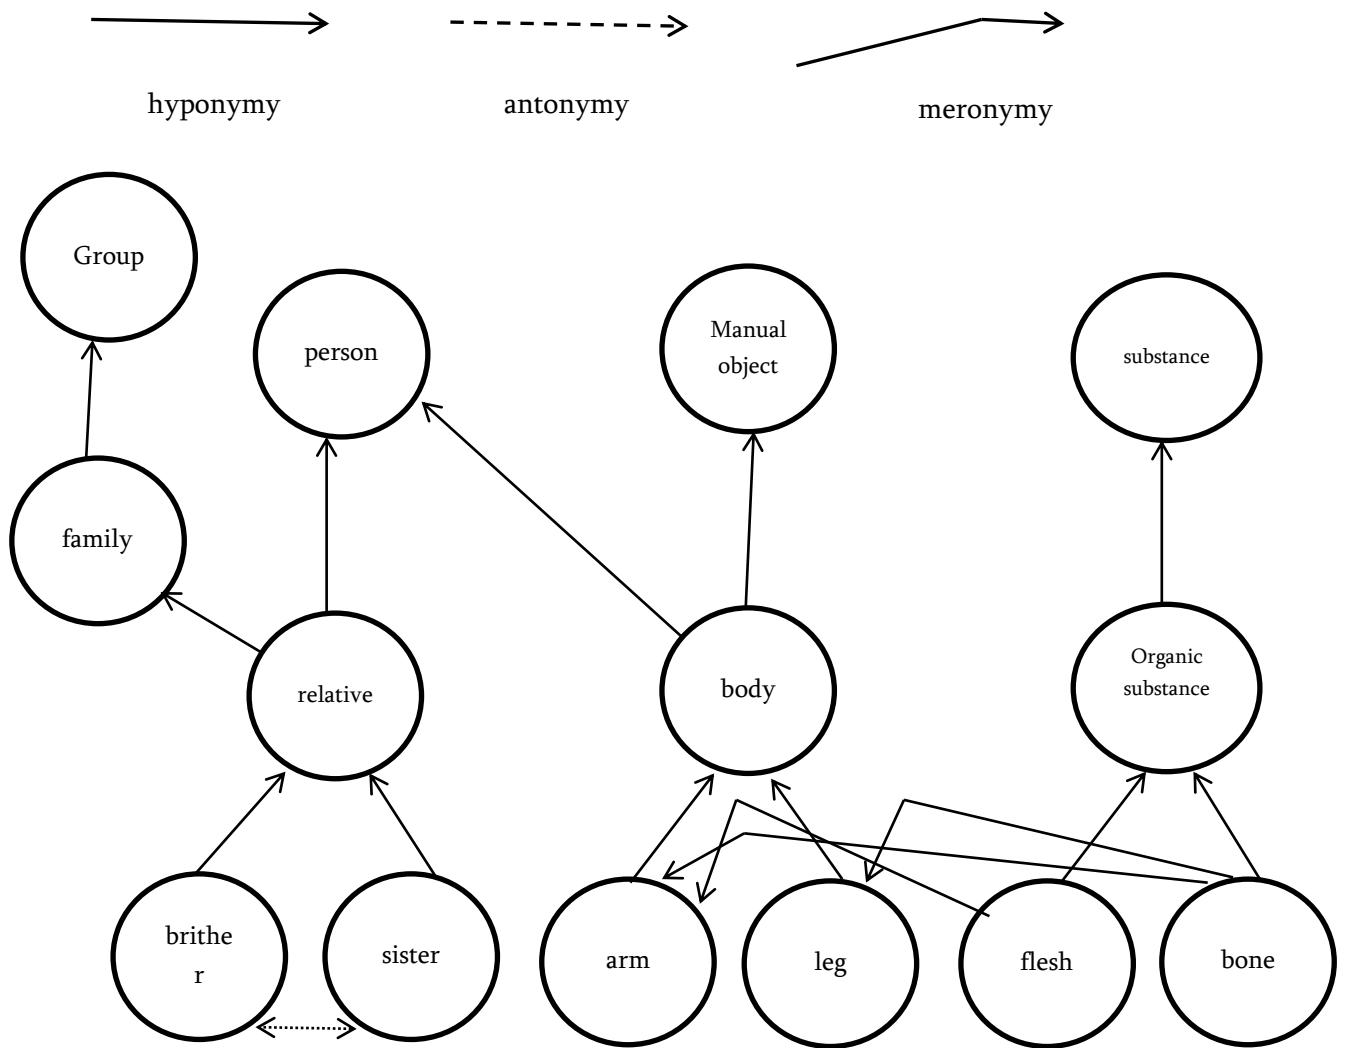 hyponymy
antonymy
meronymy
Group
person
Manual
object
substance
family
relative
body
Organic
substance
brithe
r
sister
arm
leg
flesh
bone